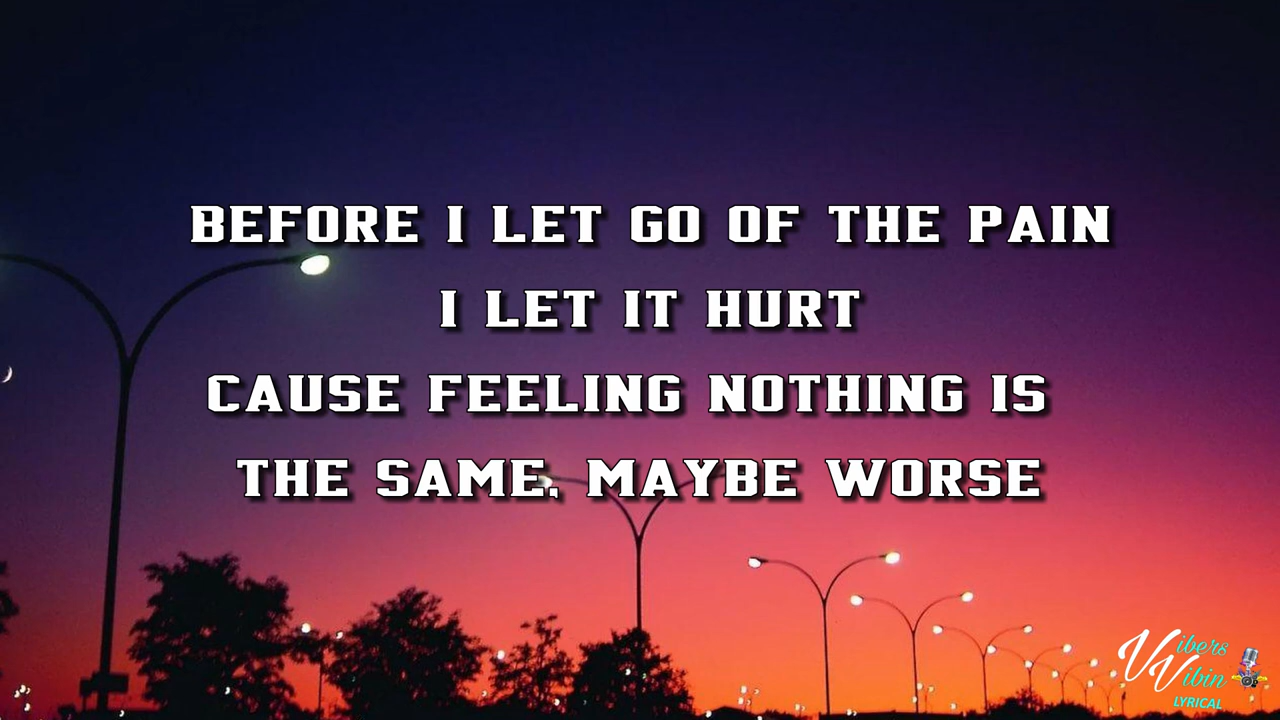 BEFORE I LET GO OF THE PAIN
I LET IT HURT
CAUSE FEELING NOTHING IS
THE SAME, MAYBE WORSE
Vibers
Vibin
LYRICAL